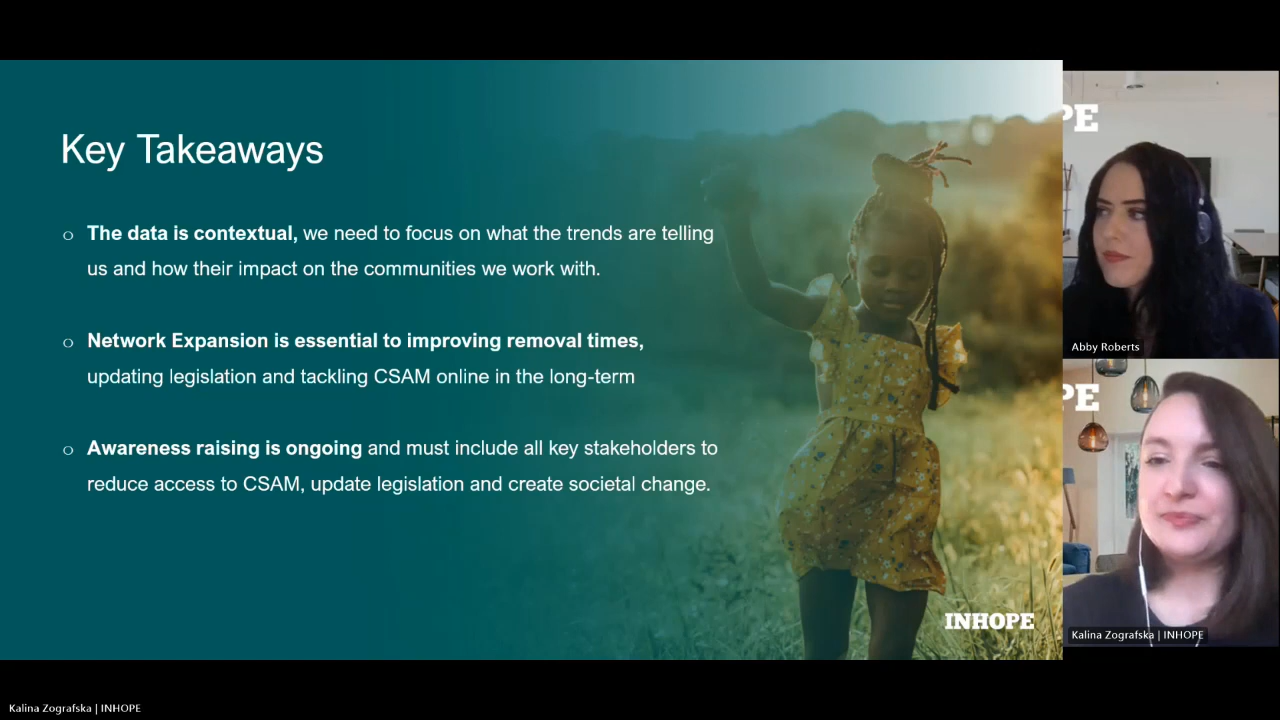 Key Takeaways
o The data is contextual, we need to focus on what the trends are telling
us and how their impact on the communities we work with.
o Network Expansion is essential to improving removal times,
updating legislation and tackling CSAM online in the long-term
o Awareness raising is ongoing and must include all key stakeholders to
reduce access to CSAM, update legislation and create societal change.
INHOPE
PE
Abby Roberts
PE
Kalina Zografska | INHOPE
Kalina Zografska | INHOPE